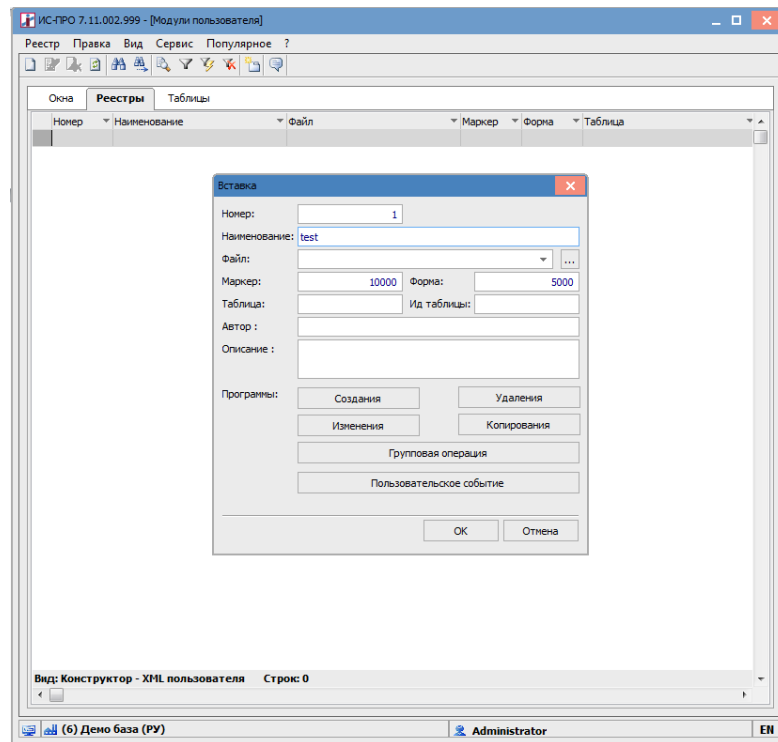 ИС-ПРО 7.11.002.999 - [Модули пользователя]
Реестр Правка Вид Сервис Популярное ?
Окна Реестры Таблицы
Номер Наименование Файл Маркер Форма Таблица
Вставка
Номер: 1
Наименование: test
Файл: ...
Маркер: 10000 Форма: 5000
Таблица: Ид таблицы:
Автор :
Описание :
Программы: Создания Удаления
Изменения Копирования
Групповая операция
Пользовательское событие
OK Отмена
Вид: Конструктор - XML пользователя Строк: 0
(6) Демо база (РУ) Administrator EN